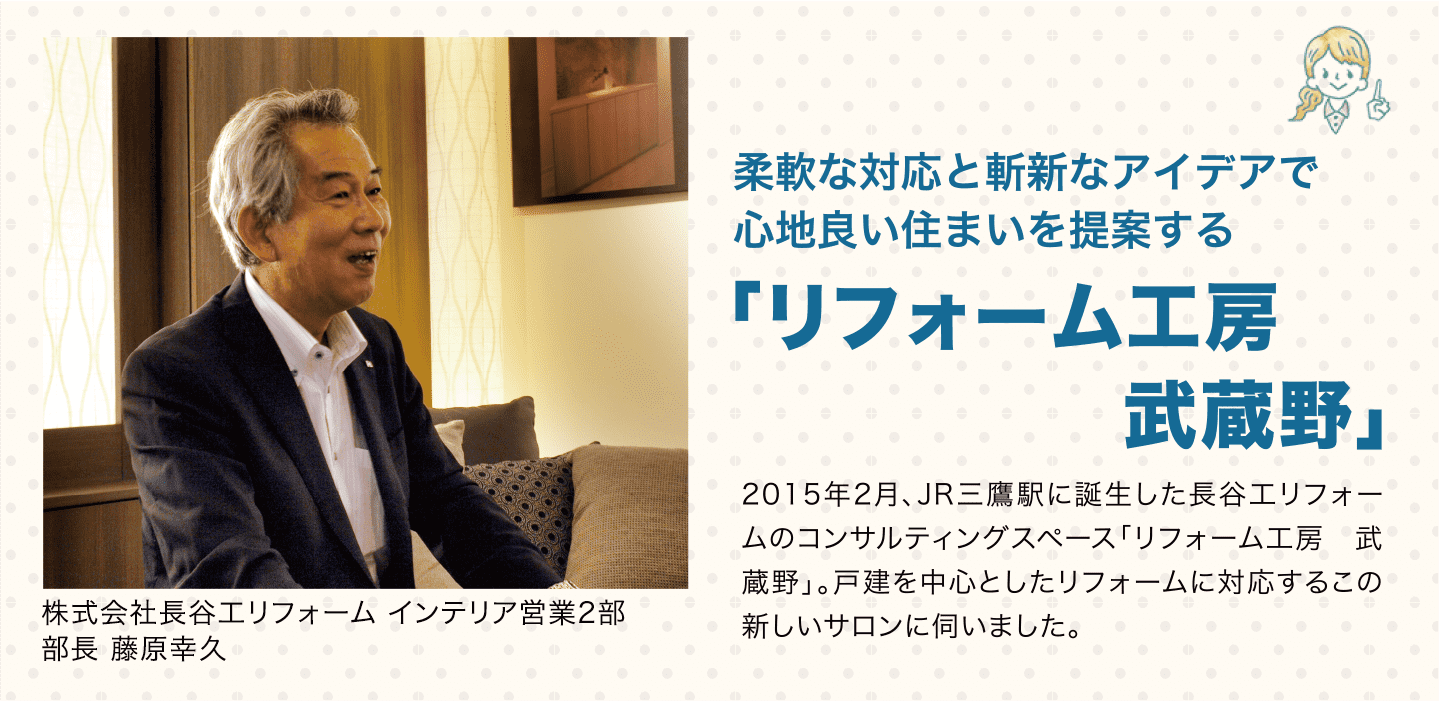 柔軟な対応と斬新なアイデアで
心地良い住まいを提案する
「リフォーム工房
武蔵野」
2015年2月、JR三鷹駅に誕生した長谷工リフォー
ムのコンサルティングスペース「リフォーム工房　武
蔵野」。戸建を中心としたリフォームに対応するこの
新しいサロンに伺いました。
株式会社長谷工リフォーム インテリア営業2部
部長 藤原幸久